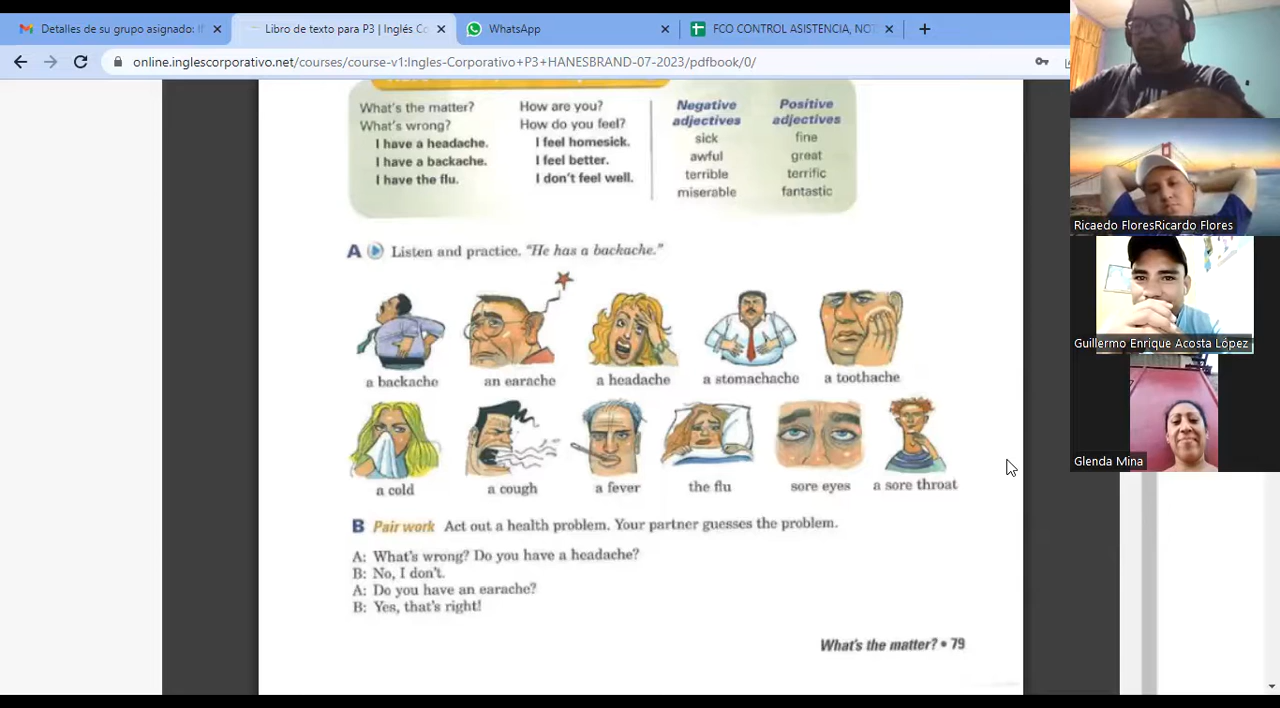 Detalles de su grupo asignado: If
Libro de texto para P3 | Inglés Co
WhatsApp
FCO CONTROL ASISTENCIA, NOT
online.inglescorporativo.net/courses/course-v1:Ingles-Corporativo+P3+HANESBRAND-07-2023/pdfbook/0/
What's the matter?
What's wrong?
I have a headache.
I have a backache.
I have the flu.
How are you?
How do you feel?
I feel homesick.
I feel better.
I don't feel well.
Negative
adjectives
sick
awful
terrible
miserable
Positive
adjectives
fine
great
terrific
fantastic
A Listen and practice. "He has a backache."
a backache
an earache
a headache
a stomachache
a toothache
a cold
a cough
a fever
the flu
sore eyes
a sore throat
B Pair work Act out a health problem. Your partner guesses the problem.
A: What's wrong? Do you have a headache?
B: No, I don't.
A: Do you have an earache?
B: Yes, that's right!
What's the matter? • 79
Ricaedo FloresRicardo Flores
Guillermo Enrique Acosta López
Glenda Mina